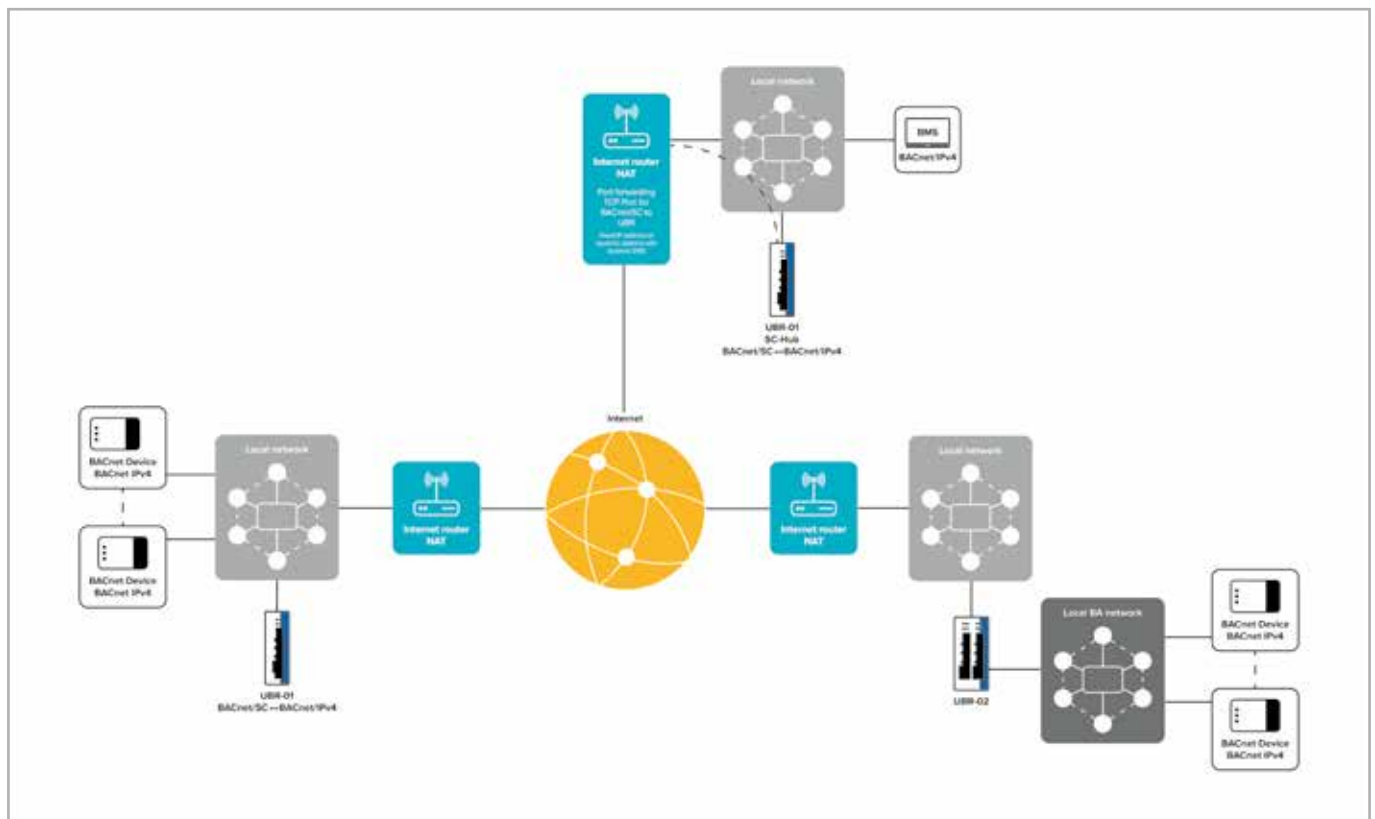 Local network
Internet router
NAT
Port forwarding
TCP Port for
BACnet/SC to
UBR
BMS
BACnet/IPv4
UBR-01
SC-Hub
BACnet/SC—BACnet/IPv4
Internet
BACnet Device
BACnet IPv4
BACnet Device
BACnet IPv4
Local network
Internet router
NAT
UBR-01
BACnet/SC—BACnet/IPv4
Internet router
NAT
Local network
UBR-02
Local BA network
BACnet Device
BACnet IPv4
BACnet Device
BACnet IPv4